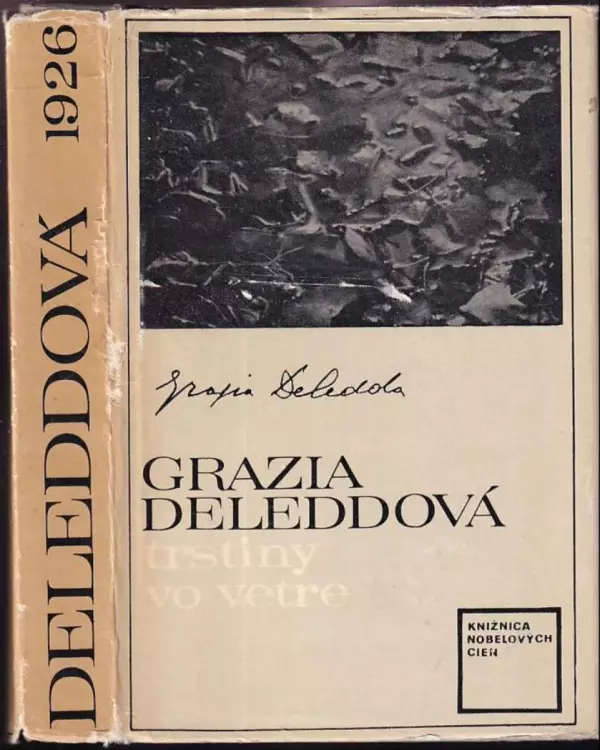 DELEDDOVÁ 1926
Grazia Deledda
GRAZIA
DELEDDOVÁ
trstiny
vo vetre
KNIŽNICA
NOBELOVÝCH
CIEN